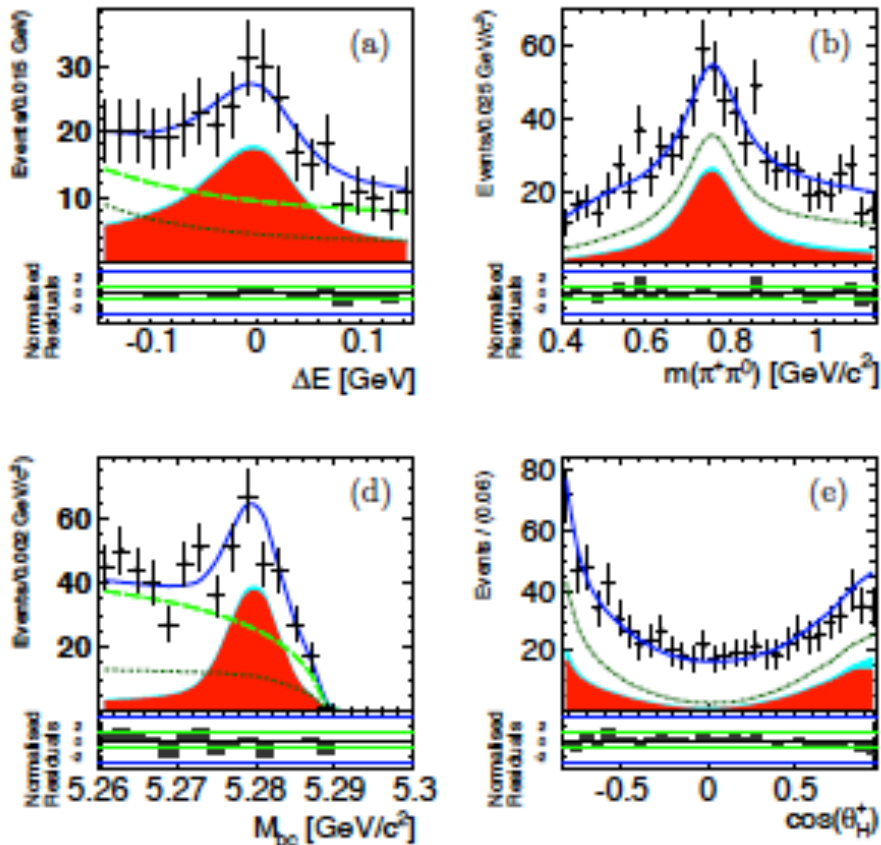 Events/0.015 GeV)
(a)
30
20
10
Normalised
Residuals
-0.1 0 0.1
ΔE [GeV]
Events/0.025 GeV/c²)
(b)
60
40
20
Normalised
Residuals
0.4 0.6 0.8 1
m(π⁺π⁰) [GeV/c²]
Events/0.002 GeV/c²)
(d)
60
40
20
Normalised
Residuals
5.26 5.27 5.28 5.29 5.3
M_bc [GeV/c²]
Events / (0.06)
(e)
80
60
40
20
Normalised
Residuals
-0.5 0 0.5
cos(θ_H⁺)